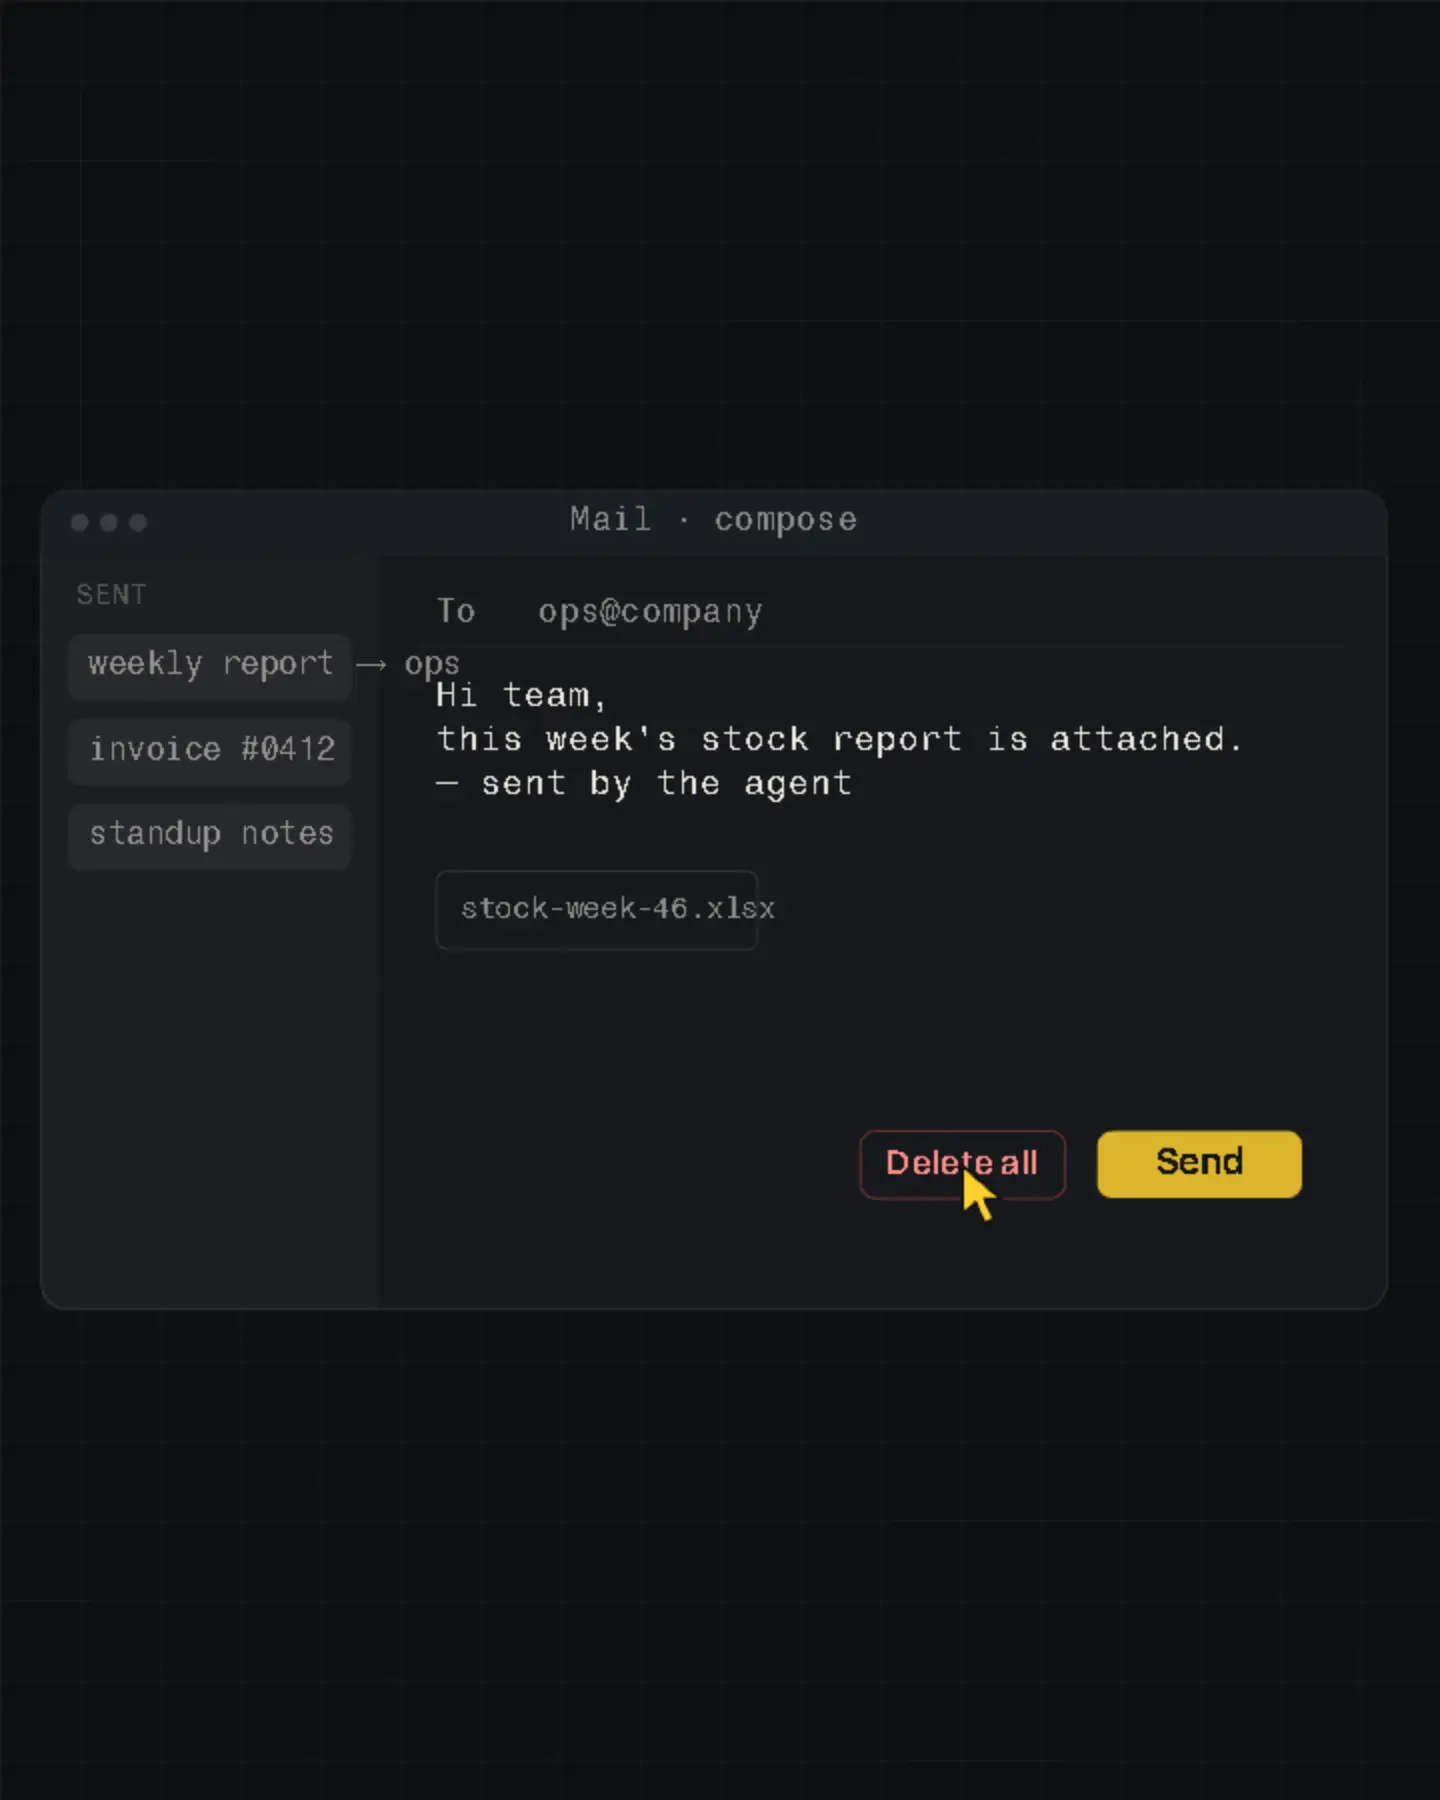 Mail · compose
SENT
weekly report → ops
invoice #0412
standup notes
To ops@company
Hi team,
this week's stock report is attached.
— sent by the agent
stock-week-46.xlsx
Delete all
Send